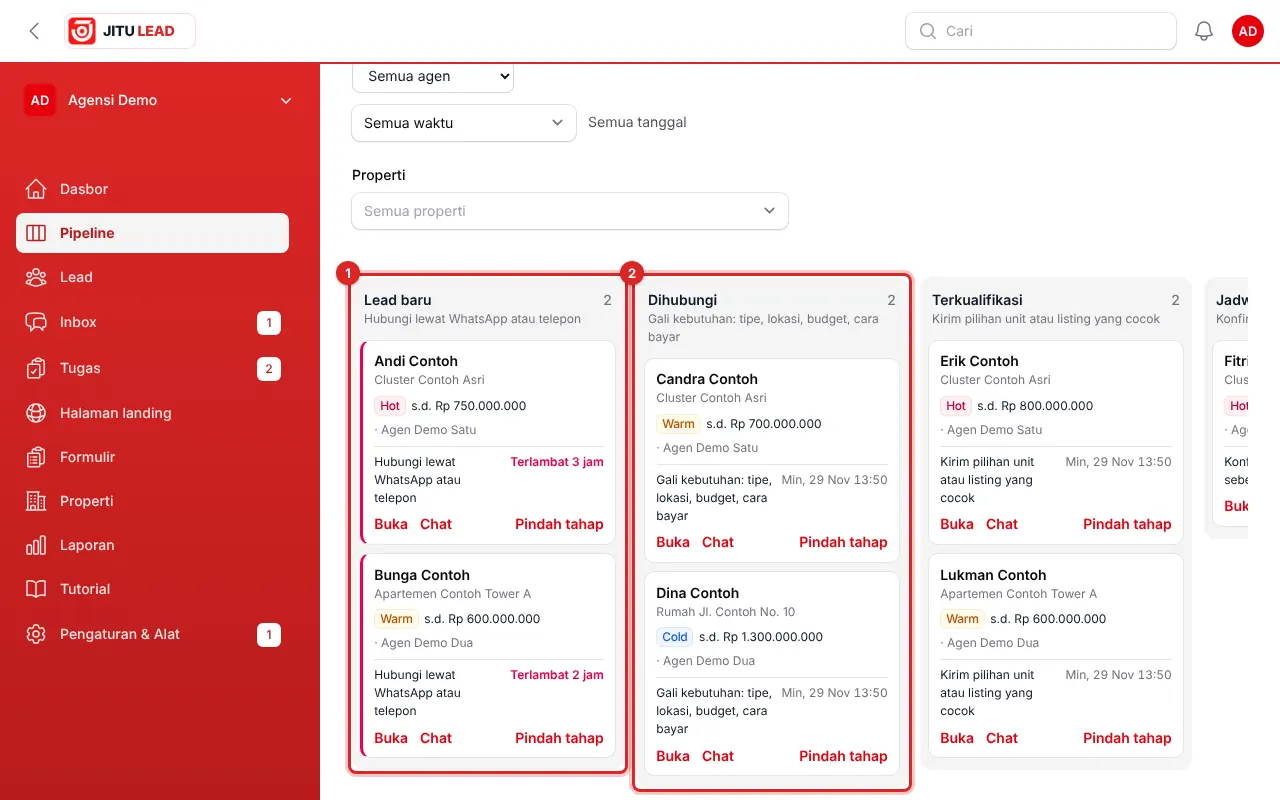 JITU LEAD
Cari
AD
AD
Agensi Demo
Dasbor
Pipeline
Lead
Inbox
1
Tugas
2
Halaman landing
Formulir
Properti
Laporan
Tutorial
Pengaturan & Alat
1
Semua agen
Semua waktu
Semua tanggal
Properti
Semua properti
1
Lead baru
2
Hubungi lewat WhatsApp atau telepon
Andi Contoh
Cluster Contoh Asri
Hot s.d. Rp 750.000.000
· Agen Demo Satu
Hubungi lewat
WhatsApp atau
telepon
Terlambat 3 jam
Buka Chat Pindah tahap
Bunga Contoh
Apartemen Contoh Tower A
Warm s.d. Rp 600.000.000
· Agen Demo Dua
Hubungi lewat
WhatsApp atau
telepon
Terlambat 2 jam
Buka Chat Pindah tahap
2
Dihubungi
2
Gali kebutuhan: tipe, lokasi, budget, cara
bayar
Candra Contoh
Cluster Contoh Asri
Warm s.d. Rp 700.000.000
· Agen Demo Satu
Gali kebutuhan: tipe,
lokasi, budget, cara
bayar
Min, 29 Nov 13:50
Buka Chat Pindah tahap
Dina Contoh
Rumah Jl. Contoh No. 10
Cold s.d. Rp 1.300.000.000
· Agen Demo Dua
Gali kebutuhan: tipe,
lokasi, budget, cara
bayar
Min, 29 Nov 13:50
Buka Chat Pindah tahap
Terkualifikasi
2
Kirim pilihan unit atau listing yang cocok
Erik Contoh
Cluster Contoh Asri
Hot s.d. Rp 800.000.000
· Agen Demo Satu
Kirim pilihan unit
atau listing yang
cocok
Min, 29 Nov 13:50
Buka Chat Pindah tahap
Lukman Contoh
Apartemen Contoh Tower A
Warm s.d. Rp 600.000.000
· Agen Demo Dua
Kirim pilihan unit
atau listing yang
cocok
Min, 29 Nov 13:50
Buka Chat Pindah tahap
Hot